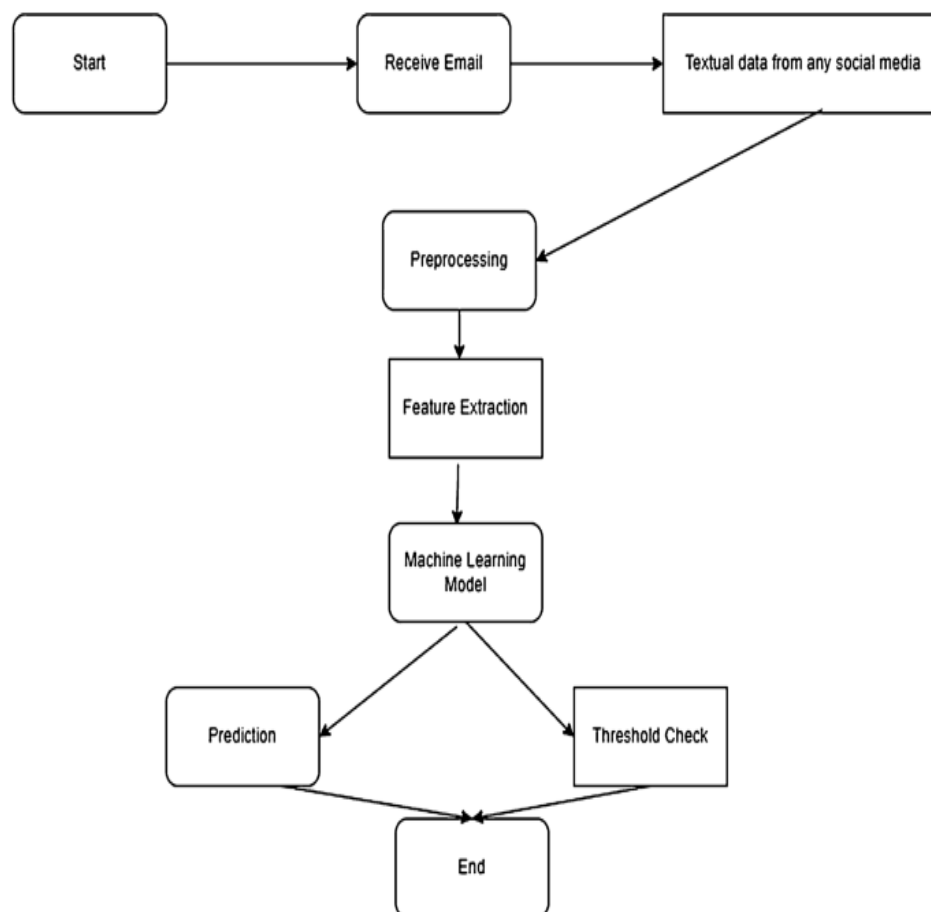 Start
Receive Email
Textual data from any social media
Preprocessing
Feature Extraction
Machine Learning
Model
Prediction
Threshold Check
End